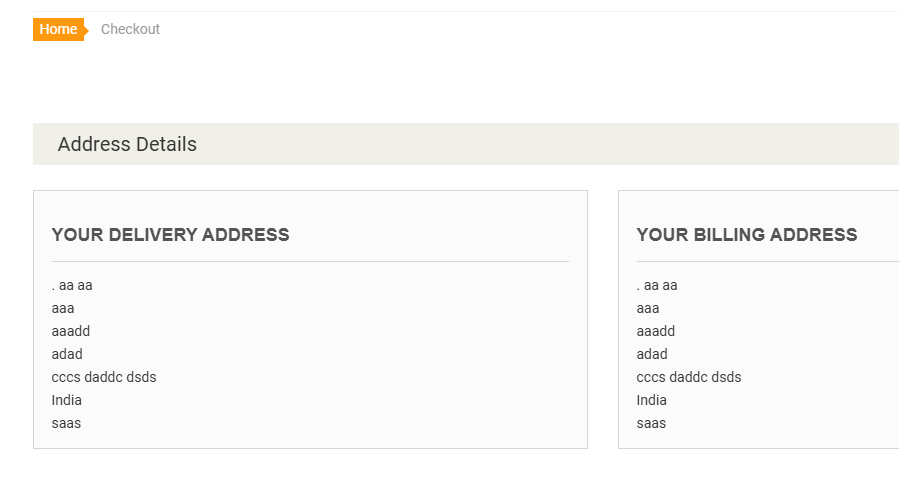 Home Checkout
Address Details
YOUR DELIVERY ADDRESS
. aa aa
aaa
aaadd
adad
cccs daddc dsds
India
saas
YOUR BILLING ADDRESS
. aa aa
aaa
aaadd
adad
cccs daddc dsds
India
saas